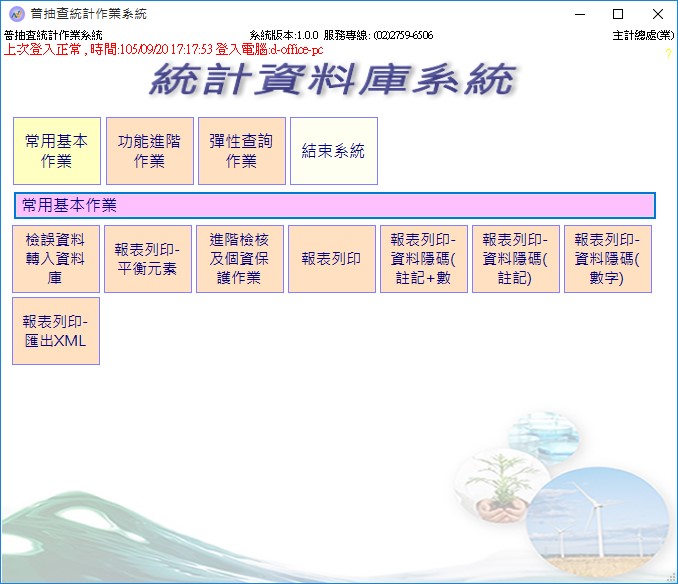 普抽查統計作業系統
普抽查統計作業系統 系統版本:1.0.0 服務專線: (02)2759-6506 主計總處(業)
上次登入正常 , 時間:105/09/20 17:17:53 登入電腦:d-office-pc ?
統計資料庫系統
常用基本
作業
功能進階
作業
彈性查詢
作業
結束系統
常用基本作業
檢誤資料
轉入資料
庫
報表列印-
平衡元素
進階檢核
及個資保
護作業
報表列印
報表列印-
資料隱碼(
註記+數
報表列印-
資料隱碼(
註記)
報表列印-
資料隱碼(
數字)
報表列印-
匯出XML